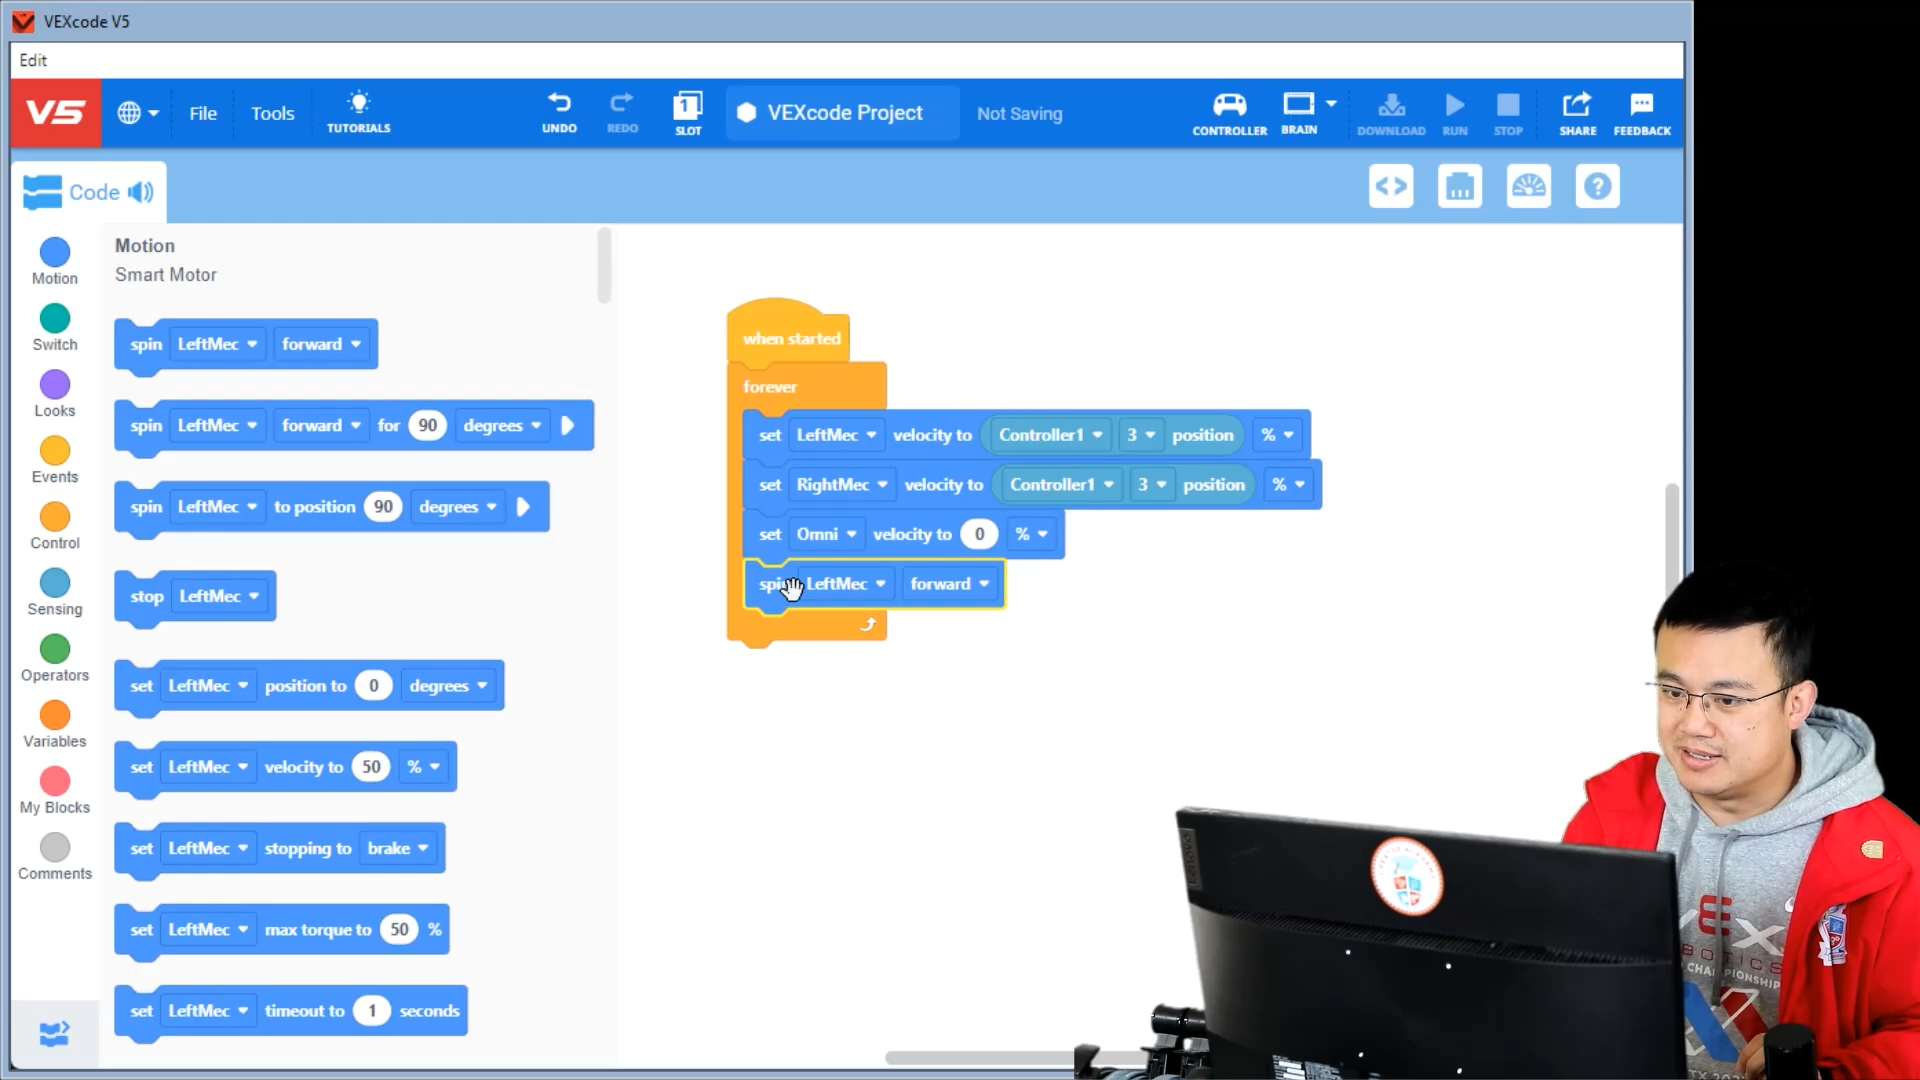 VEXcode V5
Edit
V5 File Tools TUTORIALS UNDO REDO 1 SLOT VEXcode Project Not Saving CONTROLLER BRAIN DOWNLOAD RUN STOP SHARE FEEDBACK
Code
Motion
Switch
Looks
Events
Control
Sensing
Operators
Variables
My Blocks
Comments
Motion
Smart Motor
spin LeftMec forward
spin LeftMec forward for 90 degrees
spin LeftMec to position 90 degrees
stop LeftMec
set LeftMec position to 0 degrees
set LeftMec velocity to 50 %
set LeftMec stopping to brake
set LeftMec max torque to 50 %
set LeftMec timeout to 1 seconds
when started
forever
set LeftMec velocity to Controller1 3 position %
set RightMec velocity to Controller1 3 position %
set Omni velocity to 0 %
spin LeftMec forward
Lenovo